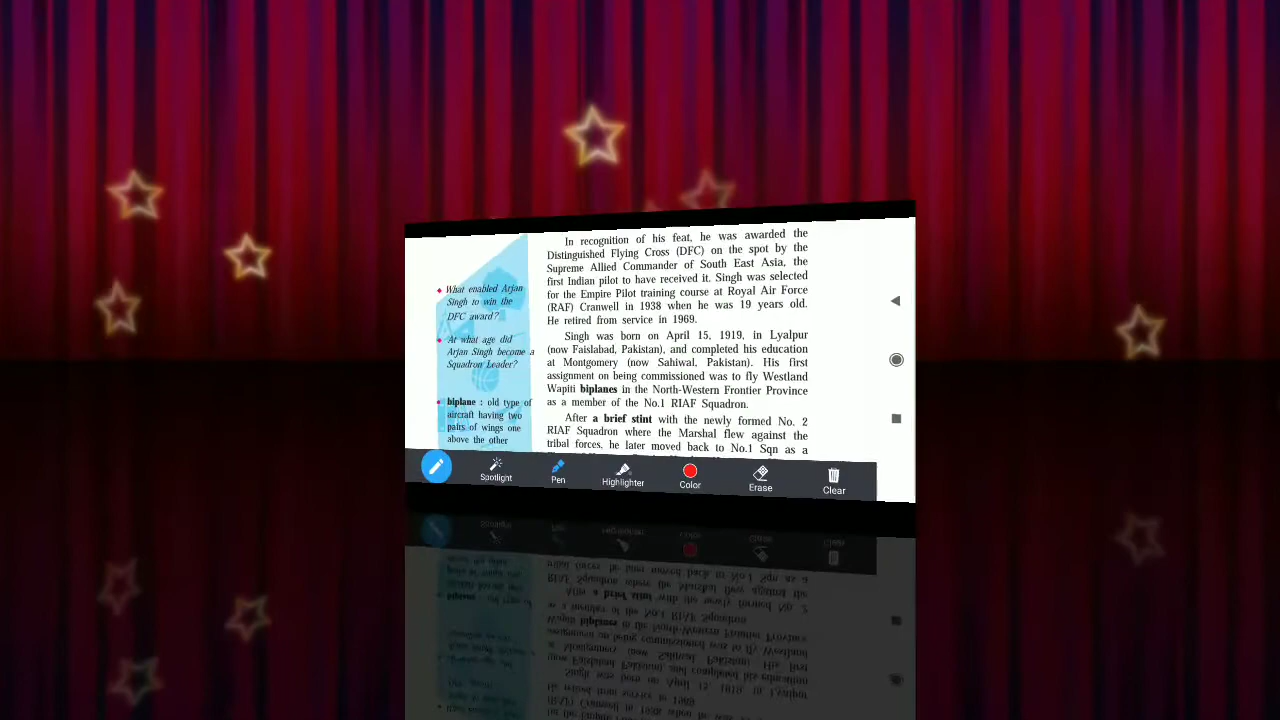 In recognition of his feat, he was awarded the
Distinguished Flying Cross (DFC) on the spot by the
Supreme Allied Commander of South East Asia, the
first Indian pilot to have received it. Singh was selected
for the Empire Pilot training course at Royal Air Force
(RAF) Cranwell in 1938 when he was 19 years old.
He retired from service in 1969.
Singh was born on April 15, 1919, in Lyalpur
(now Faislabad, Pakistan), and completed his education
at Montgomery (now Sahiwal, Pakistan). His first
assignment on being commissioned was to fly Westland
Wapiti biplanes in the North-Western Frontier Province
as a member of the No.1 RIAF Squadron.
After a brief stint with the newly formed No. 2
RIAF Squadron where the Marshal flew against the
tribal forces, he later moved back to No.1 Sqn as a
What enabled Arjan
Singh to win the
DFC award?
At what age did
Arjan Singh become a
Squadron Leader?
biplane : old type of
aircraft having two
pairs of wings one
above the other
Spotlight
Pen
Highlighter
Color
Erase
Clear